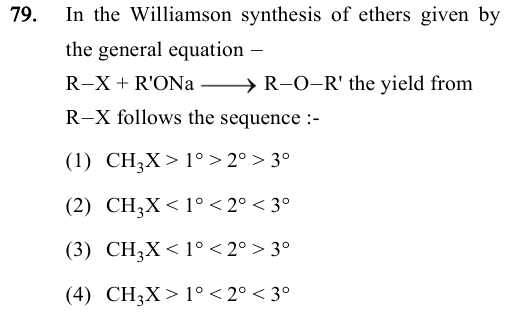 79. In the Williamson synthesis of ethers given by
the general equation –
R–X + R'ONa ⟶ R–O–R' the yield from
R–X follows the sequence :-
(1) CH₃X > 1° > 2° > 3°
(2) CH₃X < 1° < 2° < 3°
(3) CH₃X < 1° < 2° > 3°
(4) CH₃X > 1° < 2° < 3°